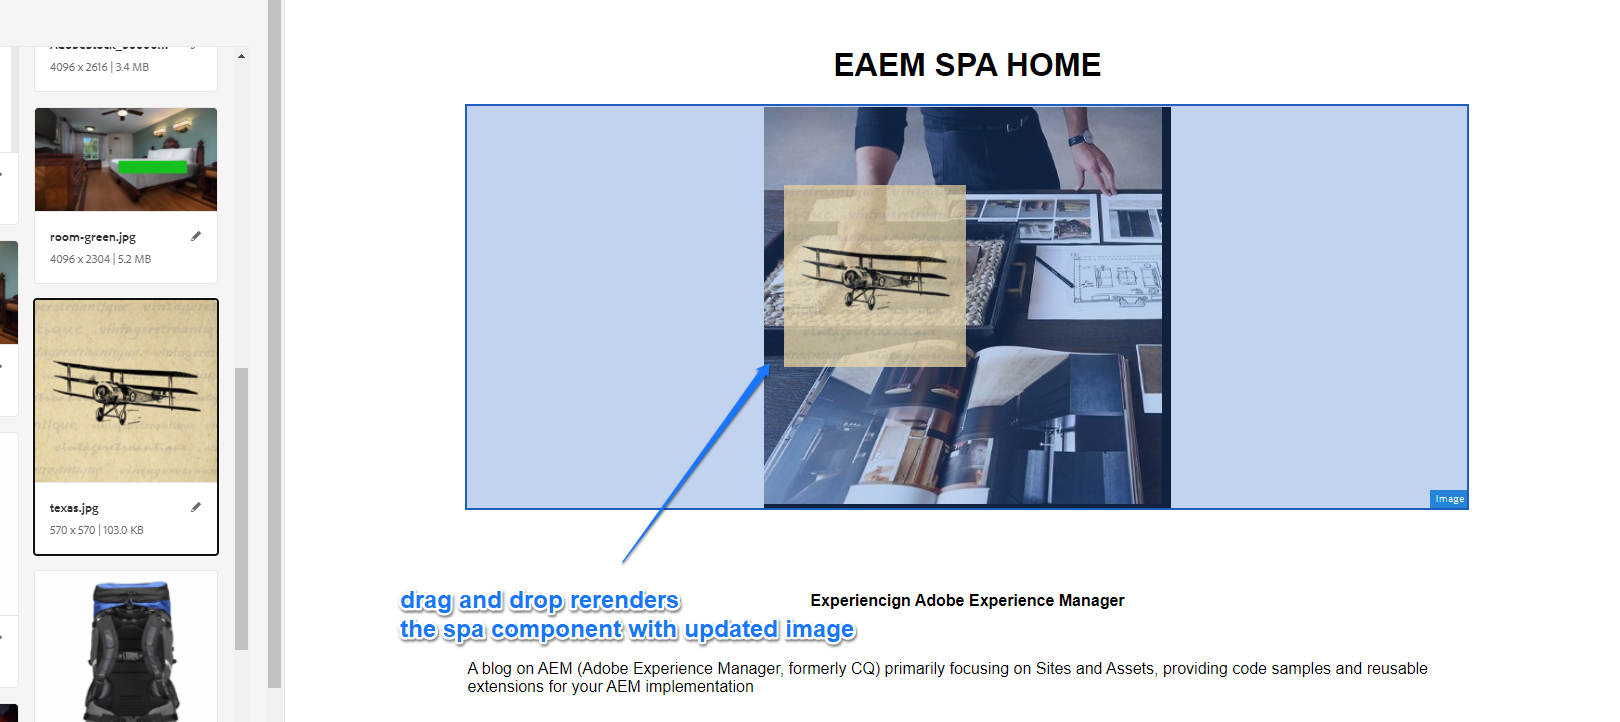 4096 x 2616 | 3.4 MB
room-green.jpg
4096 x 2304 | 5.2 MB
texas.jpg
570 x 570 | 103.0 KB
EAEM SPA HOME
Image
drag and drop rerenders
the spa component with updated image
Experiencign Adobe Experience Manager
A blog on AEM (Adobe Experience Manager, formerly CQ) primarily focusing on Sites and Assets, providing code samples and reusable
extensions for your AEM implementation